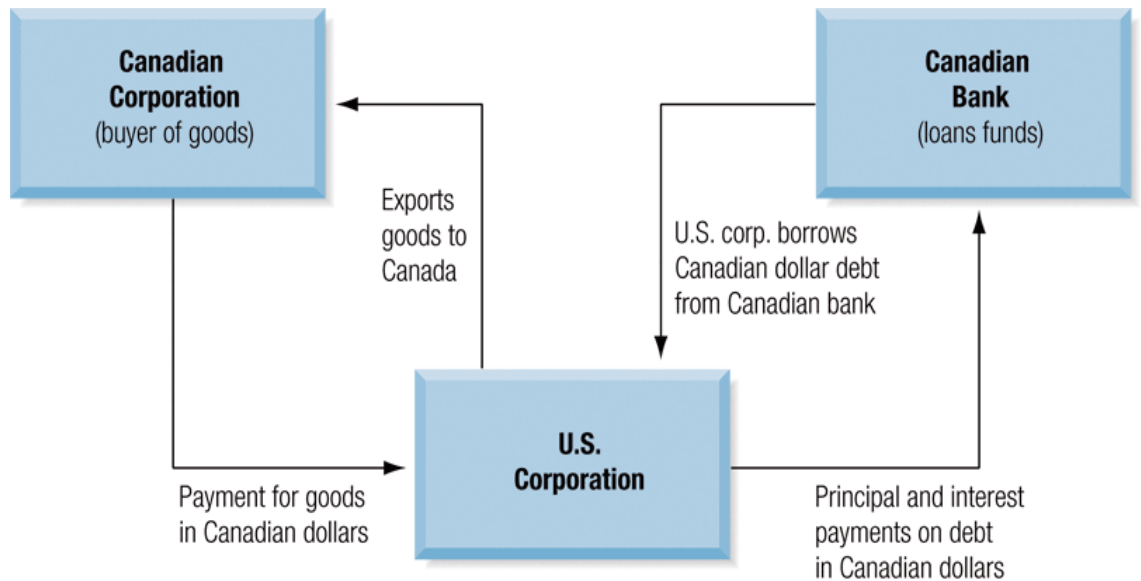 Canadian
Corporation
(buyer of goods)
Canadian
Bank
(loans funds)
Exports
goods to
Canada
U.S. corp. borrows
Canadian dollar debt
from Canadian bank
U.S.
Corporation
Payment for goods
in Canadian dollars
Principal and interest
payments on debt
in Canadian dollars